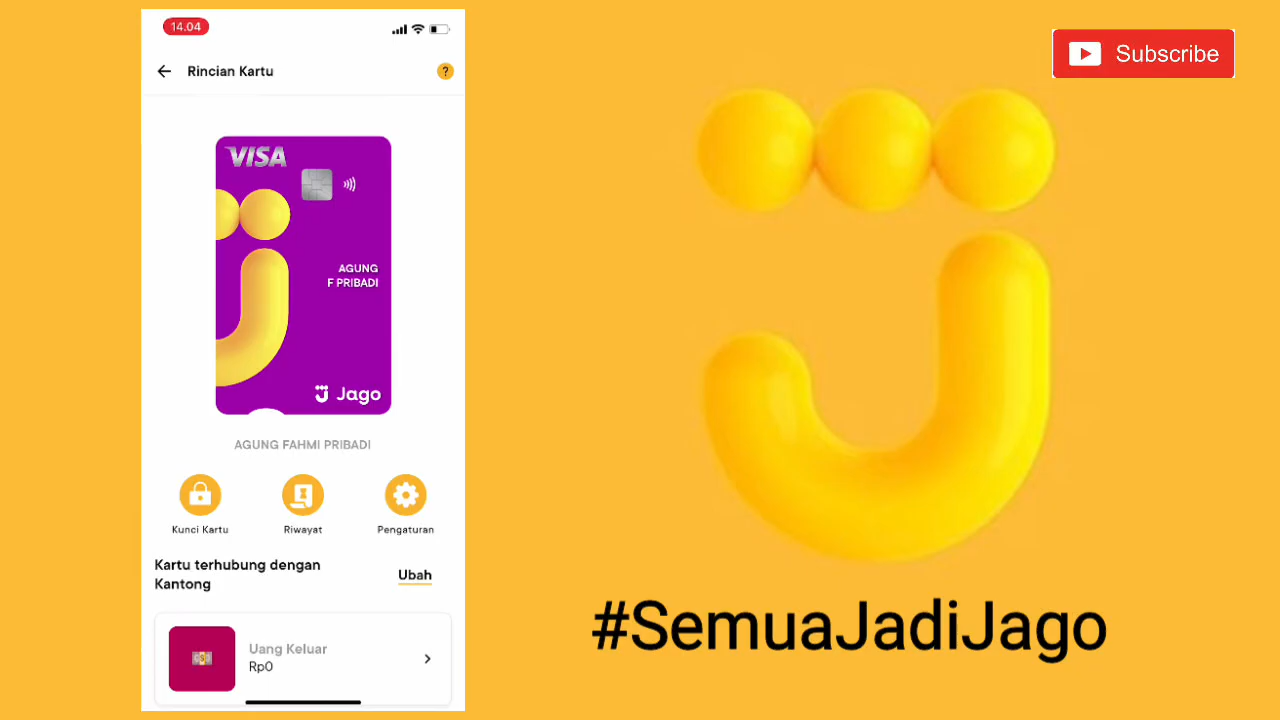 14.04
Rincian Kartu
?
VISA
AGUNG
F PRIBADI
Jago
AGUNG FAHMI PRIBADI
Kunci Kartu
Riwayat
Pengaturan
Kartu terhubung dengan
Kantong
Ubah
Uang Keluar
Rp0
Subscribe
#SemuaJadiJago